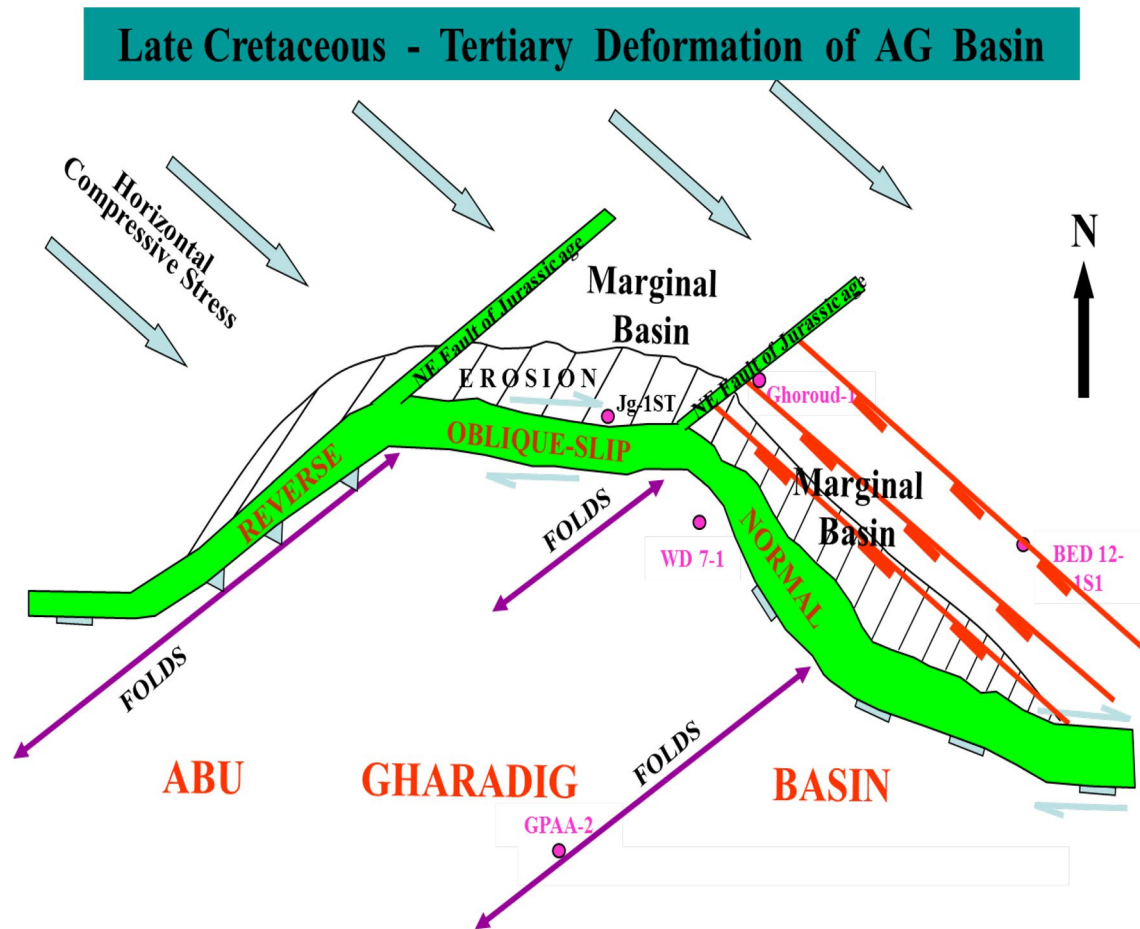 Late Cretaceous - Tertiary Deformation of AG Basin
Horizontal
Compressive Stress
N
NE Fault of Jurassic age
Marginal
Basin
NE Fault of Jurassic age
EROSION
Jg-1ST
Ghoroud-1
REVERSE
OBLIQUE-SLIP
NORMAL
Marginal
Basin
FOLDS
WD 7-1
BED 12-
1S1
FOLDS
FOLDS
ABU GHARADIG BASIN
GPAA-2